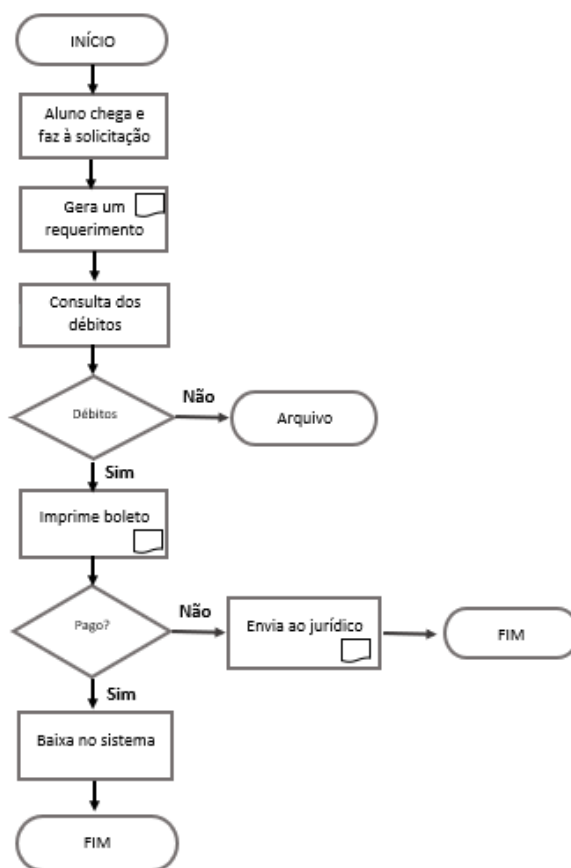 INÍCIO
Aluno chega e
faz à solicitação
Gera um
requerimento
Consulta dos
débitos
Débitos
Não
Arquivo
Sim
Imprime boleto
Pago?
Não
Envia ao jurídico
FIM
Sim
Baixa no sistema
FIM